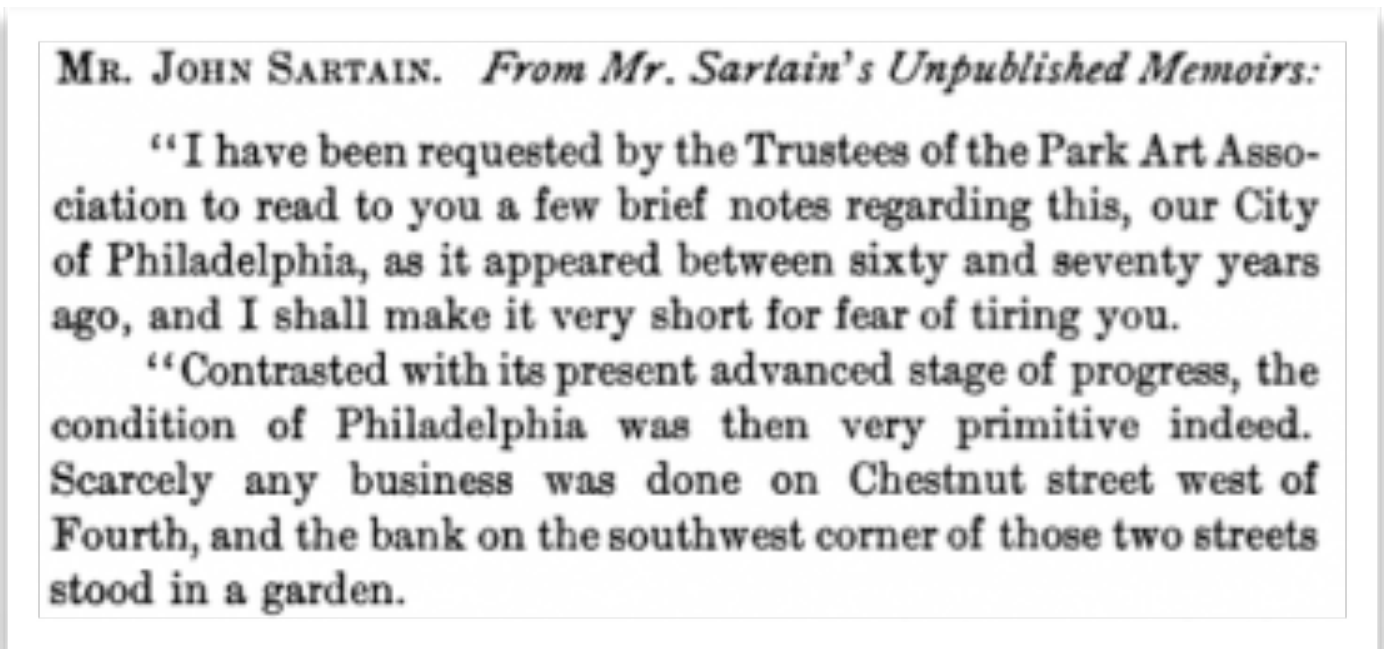 MR. JOHN SARTAIN. From Mr. Sartain's Unpublished Memoirs:
“I have been requested by the Trustees of the Park Art Asso-
ciation to read to you a few brief notes regarding this, our City
of Philadelphia, as it appeared between sixty and seventy years
ago, and I shall make it very short for fear of tiring you.
“Contrasted with its present advanced stage of progress, the
condition of Philadelphia was then very primitive indeed.
Scarcely any business was done on Chestnut street west of
Fourth, and the bank on the southwest corner of those two streets
stood in a garden.